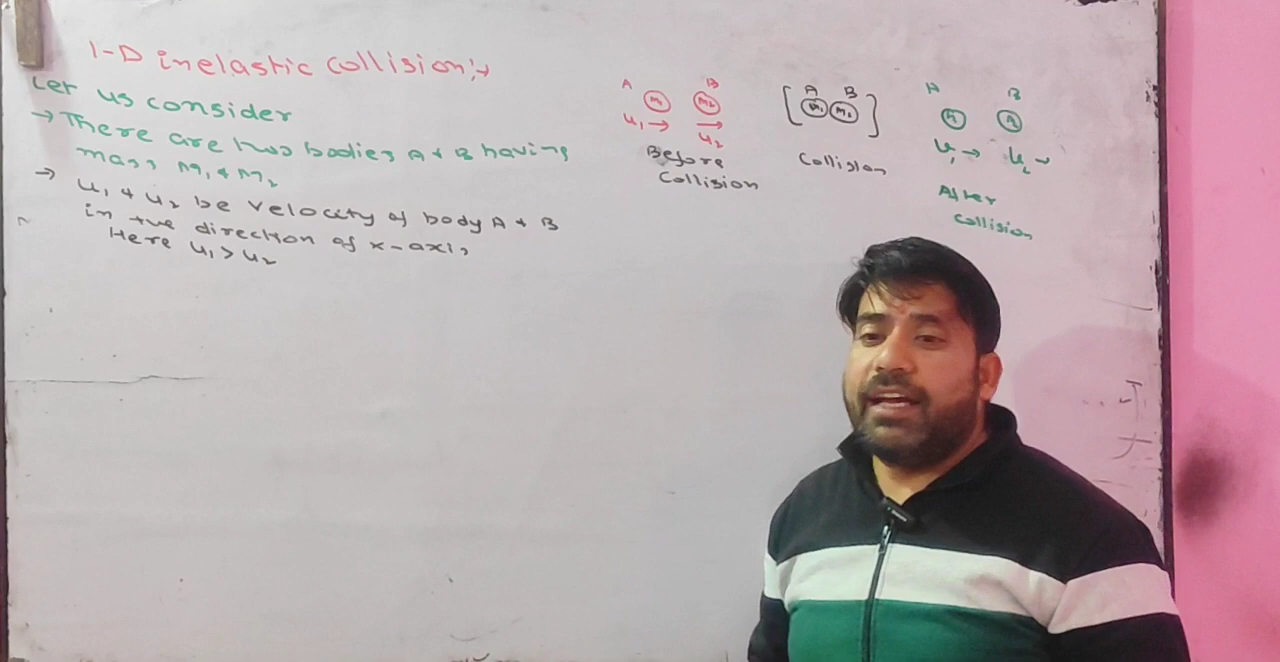 1-D inelastic collision:→
Let us consider
→ There are two bodies A & B having
mass m₁ & m₂
→ u₁ & u₂ be velocity of body A & B
in +ve direction of x-axis
Here u₁ > u₂
A B
m₁ m₂
u₁ → →
u₂
Before
Collision
[ A B ]
m₁ m₂
Collision
A B
v₁ →
After
Collision